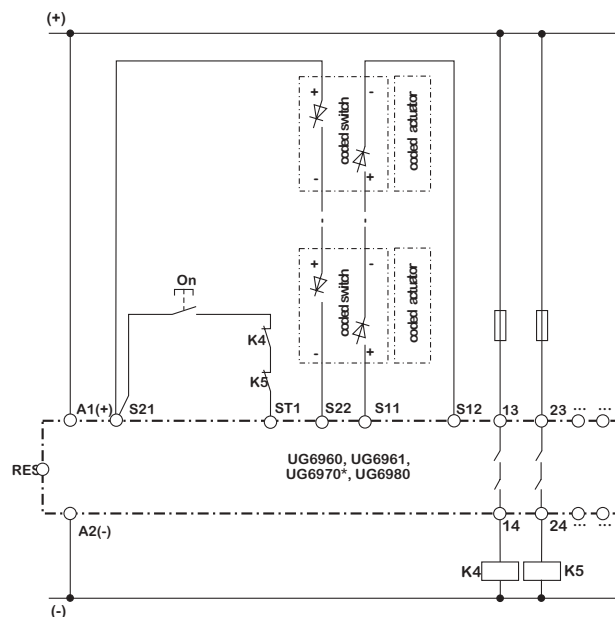 (+)
+
-
coded switch
coded actuator
-
+
On
+
-
coded switch
coded actuator
K4
-
+
K5
A1(+)
S21
ST1
S22
S11
S12
13
23
...
...
RES
UG6960, UG6961,
UG6970*, UG6980
A2(-)
14
24
...
...
K4
K5
(-)